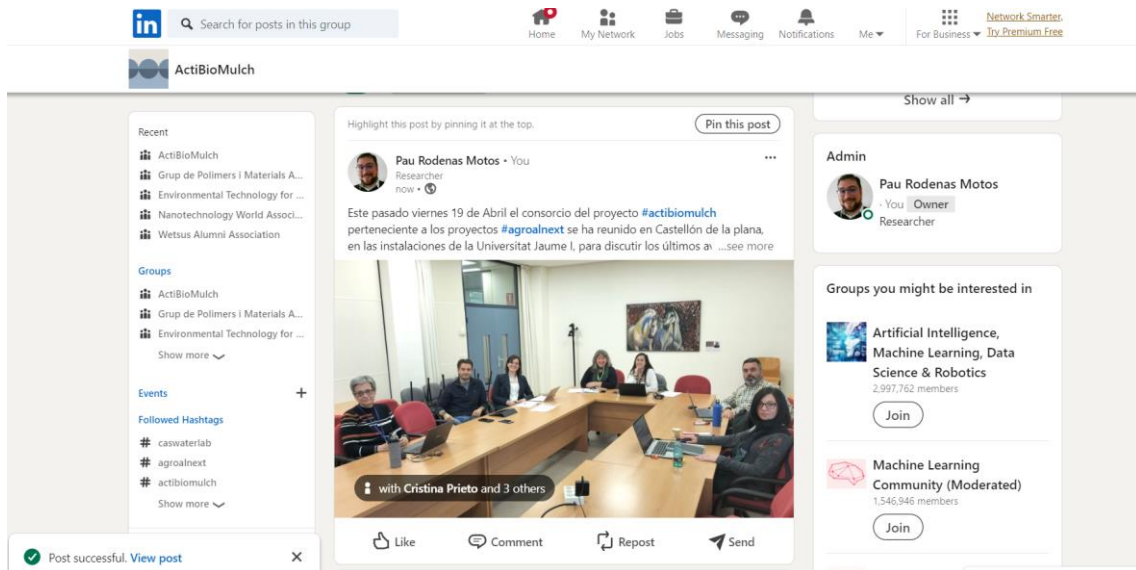 in
Search for posts in this group
Home
My Network
Jobs
Messaging
Notifications
Me
For Business
Network Smarter,
Try Premium Free
ActiBioMulch
Show all →
Recent
ActiBioMulch
Grup de Polimers i Materials A...
Environmental Technology for ...
Nanotechnology World Associ...
Wetsus Alumni Association
Groups
ActiBioMulch
Grup de Polimers i Materials A...
Environmental Technology for ...
Show more
Events +
Followed Hashtags
# caswaterlab
# agroalnext
# actibiomulch
Show more
Post successful. View post
Highlight this post by pinning it at the top.
Pin this post
Pau Rodenas Motos • You
Researcher
now •
Este pasado viernes 19 de Abril el consorcio del proyecto #actibiomulch
perteneciente a los proyectos #agroalnext se ha reunido en Castellón de la plana,
en las instalaciones de la Universitat Jaume I, para discutir los últimos av ...see more
with Cristina Prieto and 3 others
Like
Comment
Repost
Send
Admin
Pau Rodenas Motos
· You Owner
Researcher
Groups you might be interested in
Artificial Intelligence,
Machine Learning, Data
Science & Robotics
2,997,762 members
Join
Machine Learning
Community (Moderated)
1,546,946 members
Join